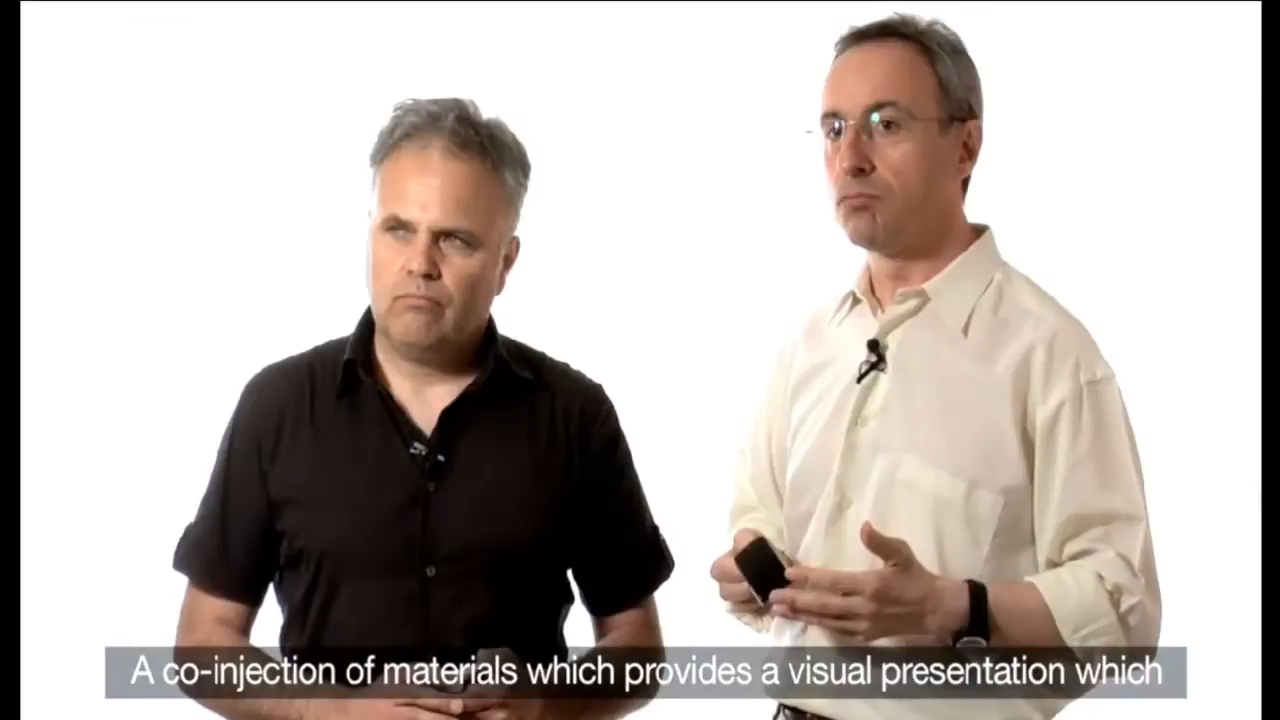 A co-injection of materials which provides a visual presentation which